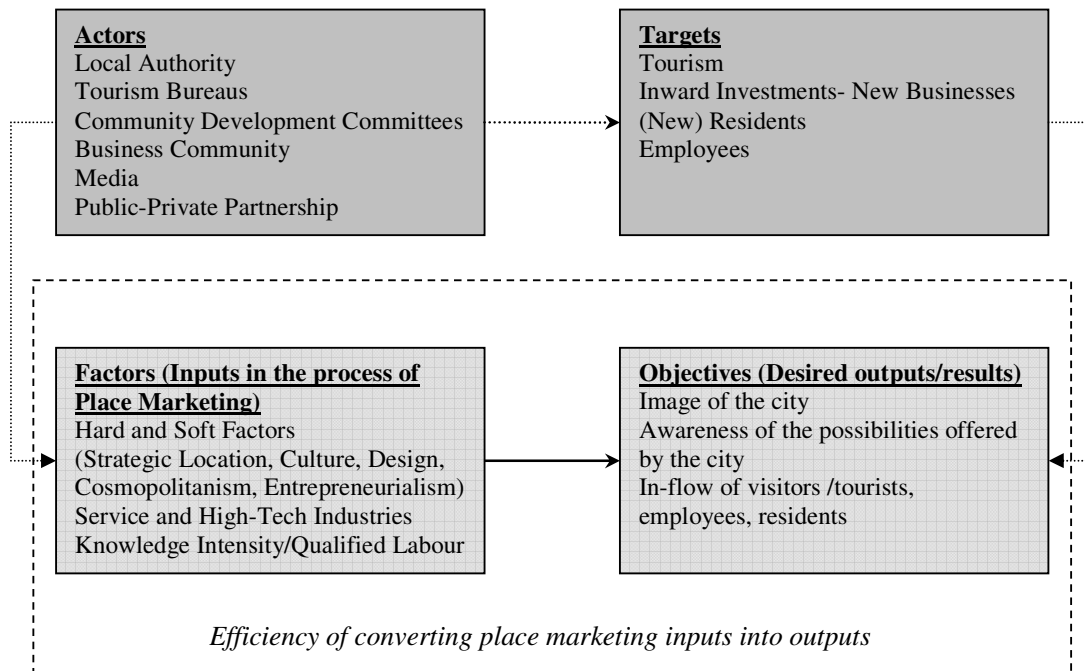 Actors
Local Authority
Tourism Bureaus
Community Development Committees
Business Community
Media
Public-Private Partnership
Targets
Tourism
Inward Investments- New Businesses
(New) Residents
Employees
Factors (Inputs in the process of
Place Marketing)
Hard and Soft Factors
(Strategic Location, Culture, Design,
Cosmopolitanism, Entrepreneurialism)
Service and High-Tech Industries
Knowledge Intensity/Qualified Labour
Objectives (Desired outputs/results)
Image of the city
Awareness of the possibilities offered
by the city
In-flow of visitors /tourists,
employees, residents
Efficiency of converting place marketing inputs into outputs